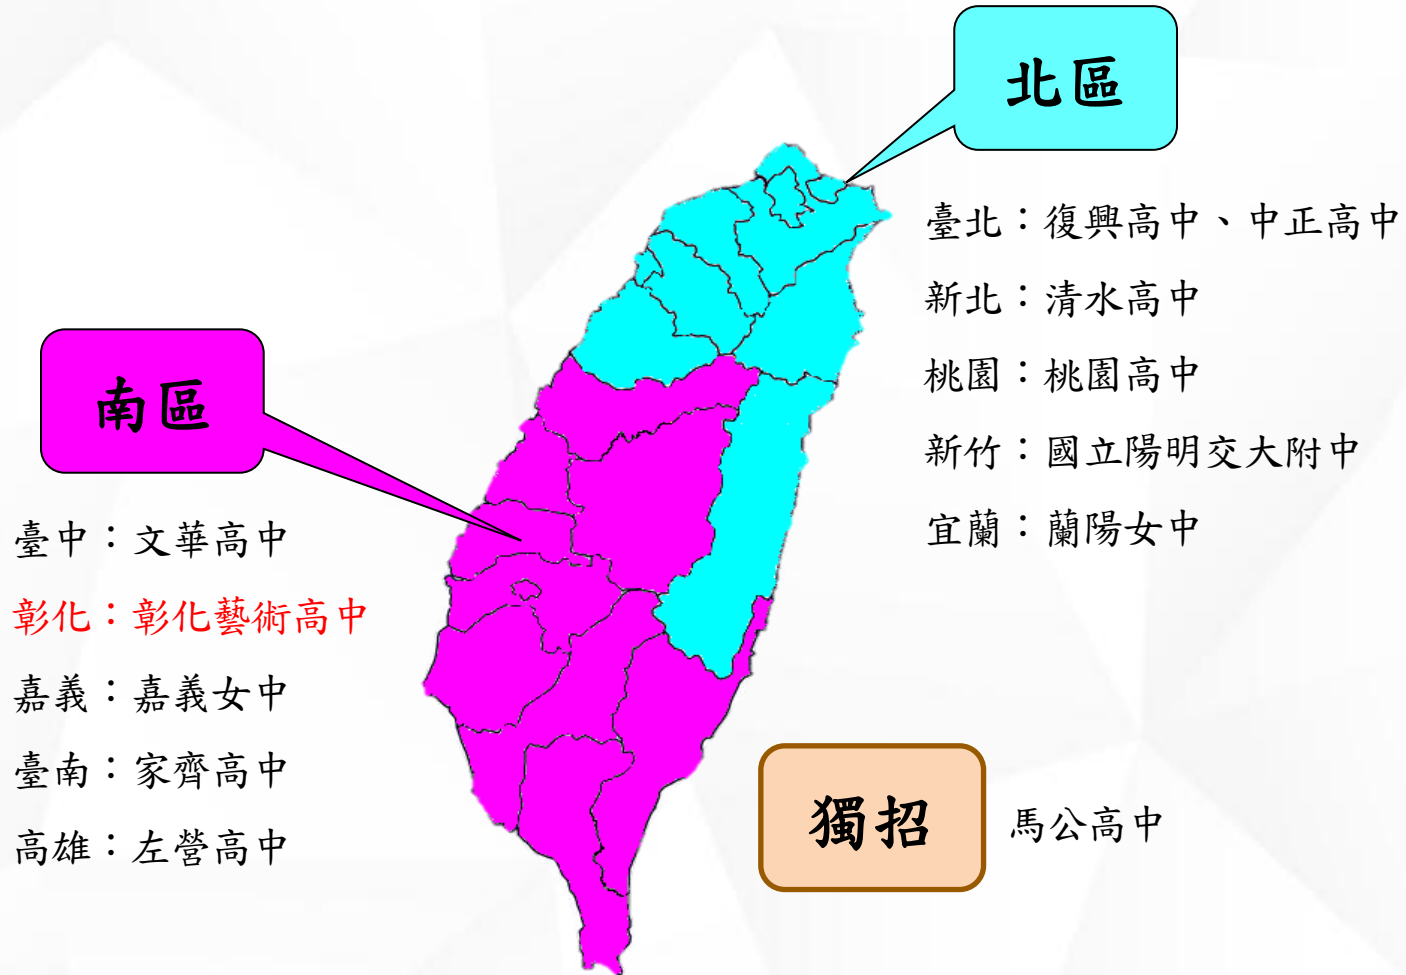 北區
臺北：復興高中、中正高中
新北：清水高中
桃園：桃園高中
新竹：國立陽明交大附中
宜蘭：蘭陽女中
南區
臺中：文華高中
彰化：彰化藝術高中
嘉義：嘉義女中
臺南：家齊高中
高雄：左營高中
獨招
馬公高中